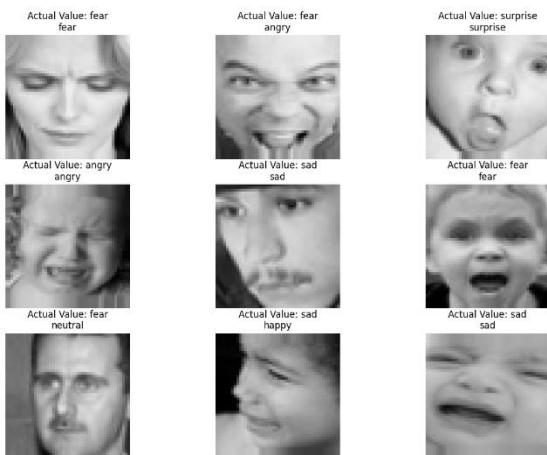 Actual Value: fear
fear
Actual Value: fear
angry
Actual Value: surprise
surprise
Actual Value: angry
angry
Actual Value: sad
sad
Actual Value: fear
fear
Actual Value: fear
neutral
Actual Value: sad
happy
Actual Value: sad
sad